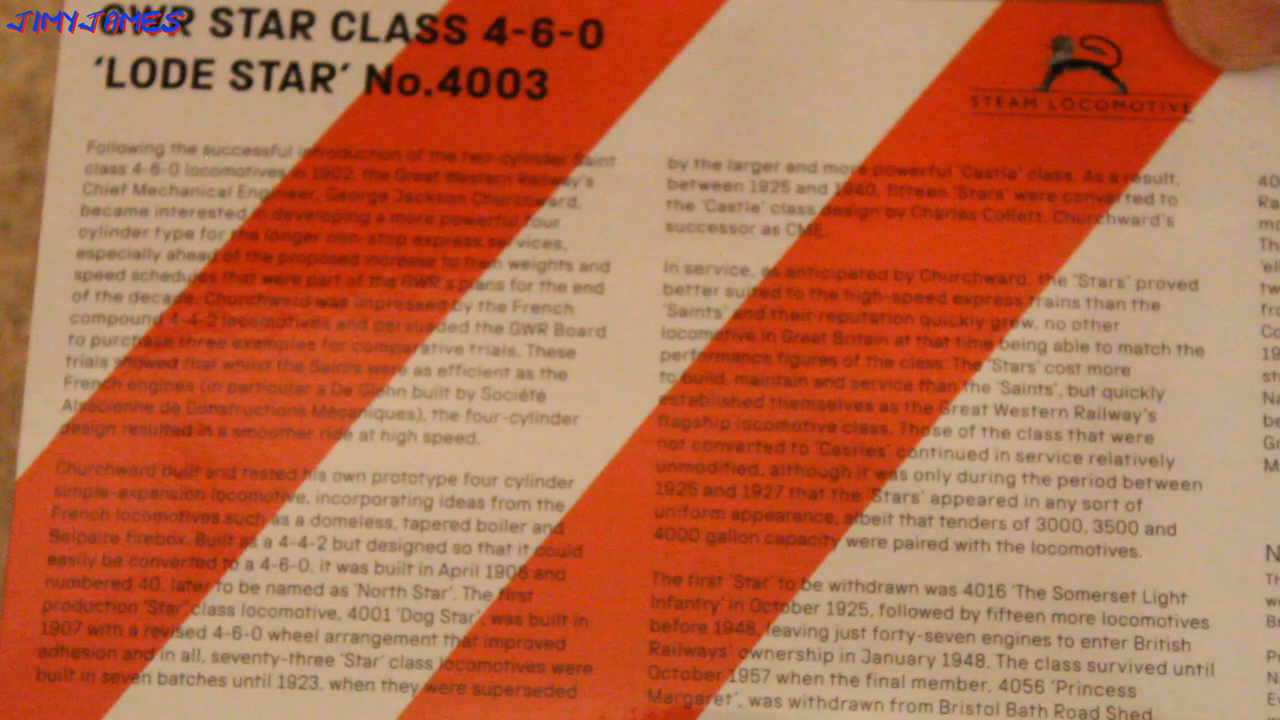 JIMYJAMES
GWR STAR CLASS 4-6-0
'LODE STAR' No.4003
STEAM LOCOMOTIVE
Following the successful introduction of the two-cylinder Saint
class 4-6-0 locomotives in 1902, the Great Western Railway's
Chief Mechanical Engineer, George Jackson Churchward,
became interested in developing a more powerful four
cylinder type for the longer non-stop express services,
especially ahead of the proposed increase to train weights and
speed schedules that were part of the GWR's plans for the end
of the decade. Churchward was impressed by the French
compound 4-4-2 locomotives and persuaded the GWR Board
to purchase three examples for comparative trials. These
trials showed that whilst the Saints were as efficient as the
French engines (in particular a De Glehn built by Société
Alsacienne de Constructions Mécaniques), the four-cylinder
design resulted in a smoother ride at high speed.
Churchward built and tested his own prototype four cylinder
simple-expansion locomotive, incorporating ideas from the
French locomotives such as a domeless, tapered boiler and
Belpaire firebox. Built as a 4-4-2 but designed so that it could
easily be converted to a 4-6-0, it was built in April 1906 and
numbered 40, later to be named as 'North Star'. The first
production 'Star' class locomotive, 4001 'Dog Star', was built in
1907 with a revised 4-6-0 wheel arrangement that improved
adhesion and in all, seventy-three 'Star' class locomotives were
built in seven batches until 1923, when they were superseded
by the larger and more powerful 'Castle' class. As a result,
between 1925 and 1940, fifteen 'Stars' were converted to
the 'Castle' class design by Charles Collett, Churchward's
successor as CME.
In service, as anticipated by Churchward, the 'Stars' proved
better suited to the high-speed express trains than the
'Saints' and their reputation quickly grew, no other
locomotive in Great Britain at that time being able to match the
performance figures of the class. The 'Stars' cost more
to build, maintain and service than the 'Saints', but quickly
established themselves as the Great Western Railway's
flagship locomotive class. Those of the class that were
not converted to 'Castles' continued in service relatively
unmodified, although it was only during the period between
1925 and 1927 that the 'Stars' appeared in any sort of
uniform appearance, albeit that tenders of 3000, 3500 and
4000 gallon capacity were paired with the locomotives.
The first 'Star' to be withdrawn was 4016 'The Somerset Light
Infantry' in October 1925, followed by fifteen more locomotives
before 1948, leaving just forty-seven engines to enter British
Railways' ownership in January 1948. The class survived until
October 1957 when the final member, 4056 'Princess
Margaret', was withdrawn from Bristol Bath Road Shed